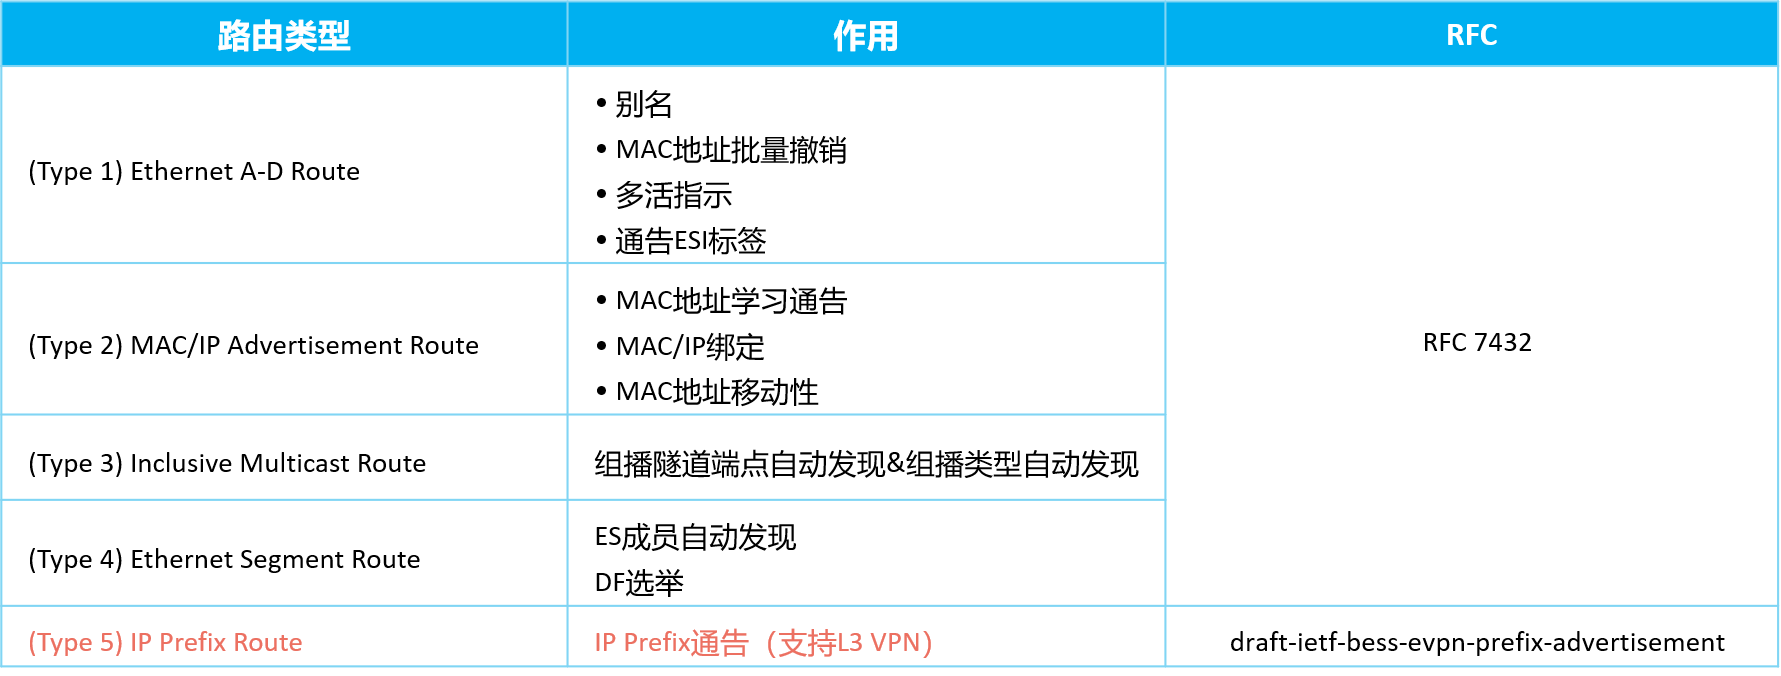 路由类型
作用
RFC
(Type 1) Ethernet A-D Route
• 别名
• MAC地址批量撤销
• 多活指示
• 通告ESI标签
RFC 7432
(Type 2) MAC/IP Advertisement Route
• MAC地址学习通告
• MAC/IP绑定
• MAC地址移动性
(Type 3) Inclusive Multicast Route
组播隧道端点自动发现&组播类型自动发现
(Type 4) Ethernet Segment Route
ES成员自动发现
DF选举
(Type 5) IP Prefix Route
IP Prefix通告（支持L3 VPN）
draft-ietf-bess-evpn-prefix-advertisement